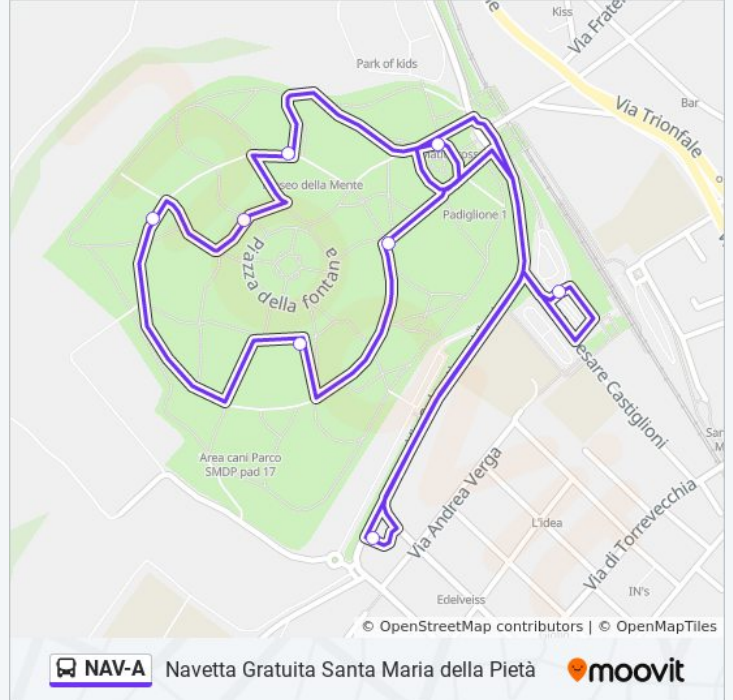 Kiss
Via Frate
Park of kids
Via Trionfale
Bar
seo della Mente
Padiglione 1
Piazza della fontana
esare Castiglioni
Area cani Parco
SMDP pad 17
Via Andrea Verga
L'idea
Via di Torrevecchia
IN's
Edelveiss
© OpenStreetMap contributors | © OpenMapTiles
NAV-A Navetta Gratuita Santa Maria della Pietà moovit